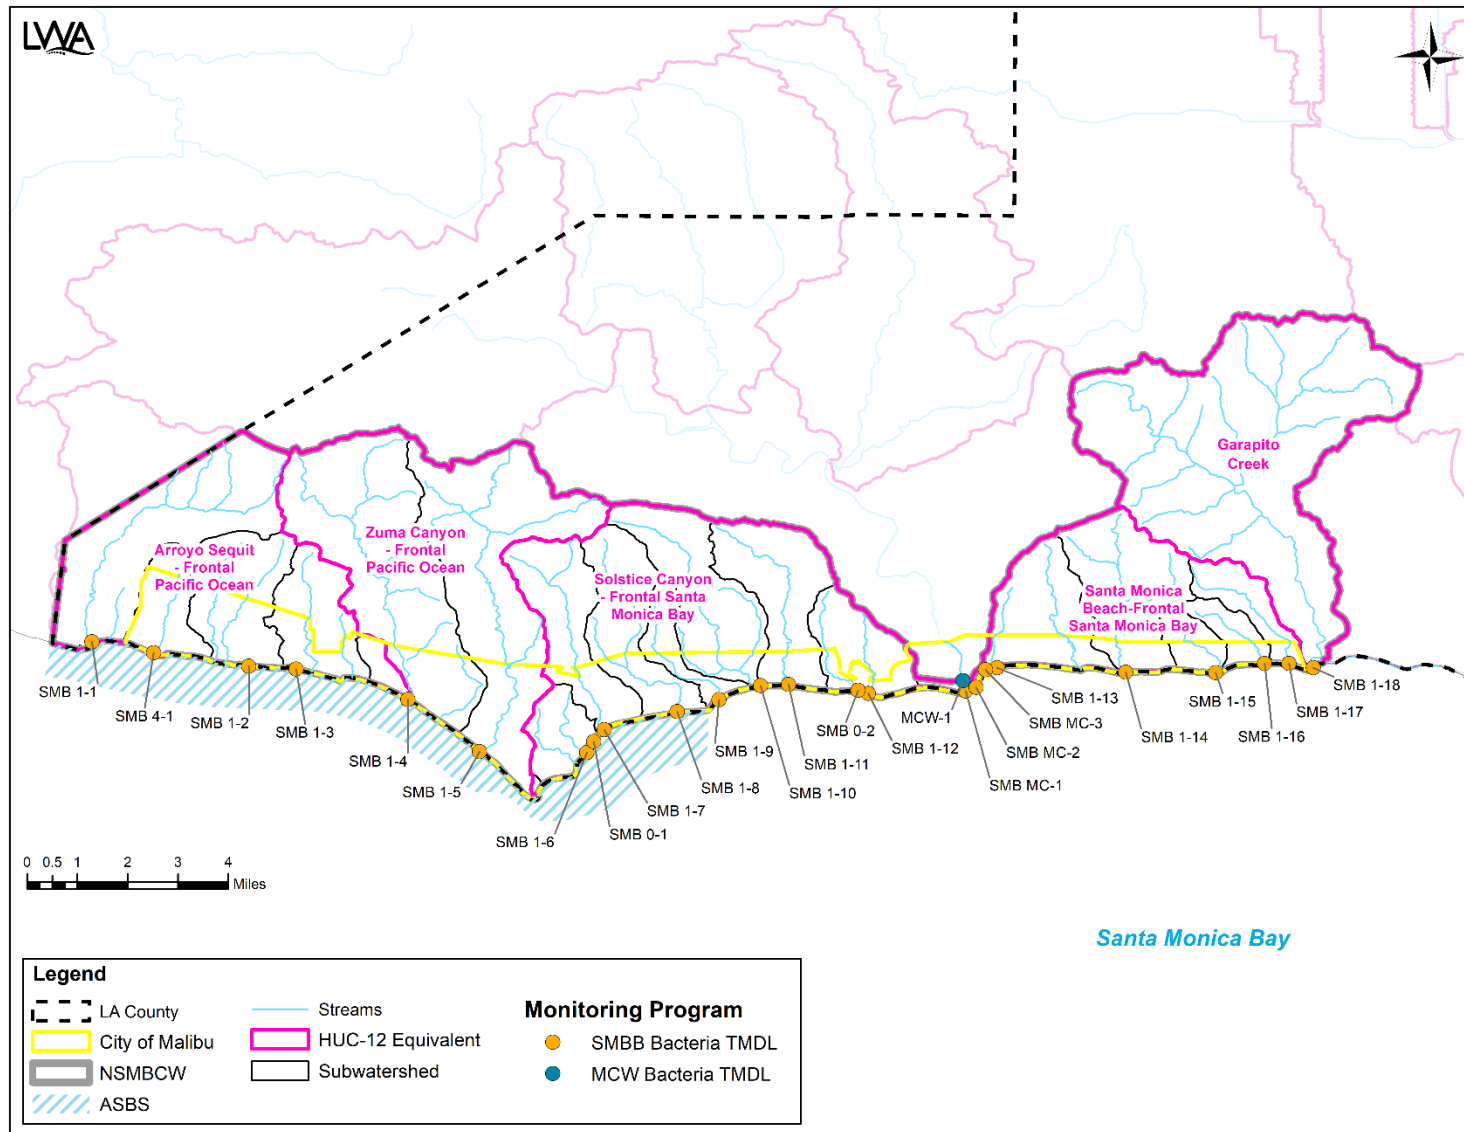 LWA
Garapito
Creek
Zuma Canyon
- Frontal
Pacific Ocean
Arroyo Sequit
- Frontal
Pacific Ocean
Solstice Canyon
- Frontal Santa
Monica Bay
Santa Monica
Beach-Frontal
Santa Monica Bay
SMB 1-1
SMB 4-1
SMB 1-2
SMB 1-3
SMB 1-4
SMB 1-5
SMB 1-6
SMB 0-1
SMB 1-7
SMB 1-8
SMB 1-9
SMB 1-10
SMB 1-11
SMB 0-2
SMB 1-12
MCW-1
SMB MC-1
SMB MC-2
SMB MC-3
SMB 1-13
SMB 1-14
SMB 1-15
SMB 1-16
SMB 1-17
SMB 1-18
0 0.5 1 2 3 4
Miles
Santa Monica Bay
Legend
LA County
City of Malibu
NSMBCW
ASBS
Streams
HUC-12 Equivalent
Subwatershed
Monitoring Program
SMBB Bacteria TMDL
MCW Bacteria TMDL